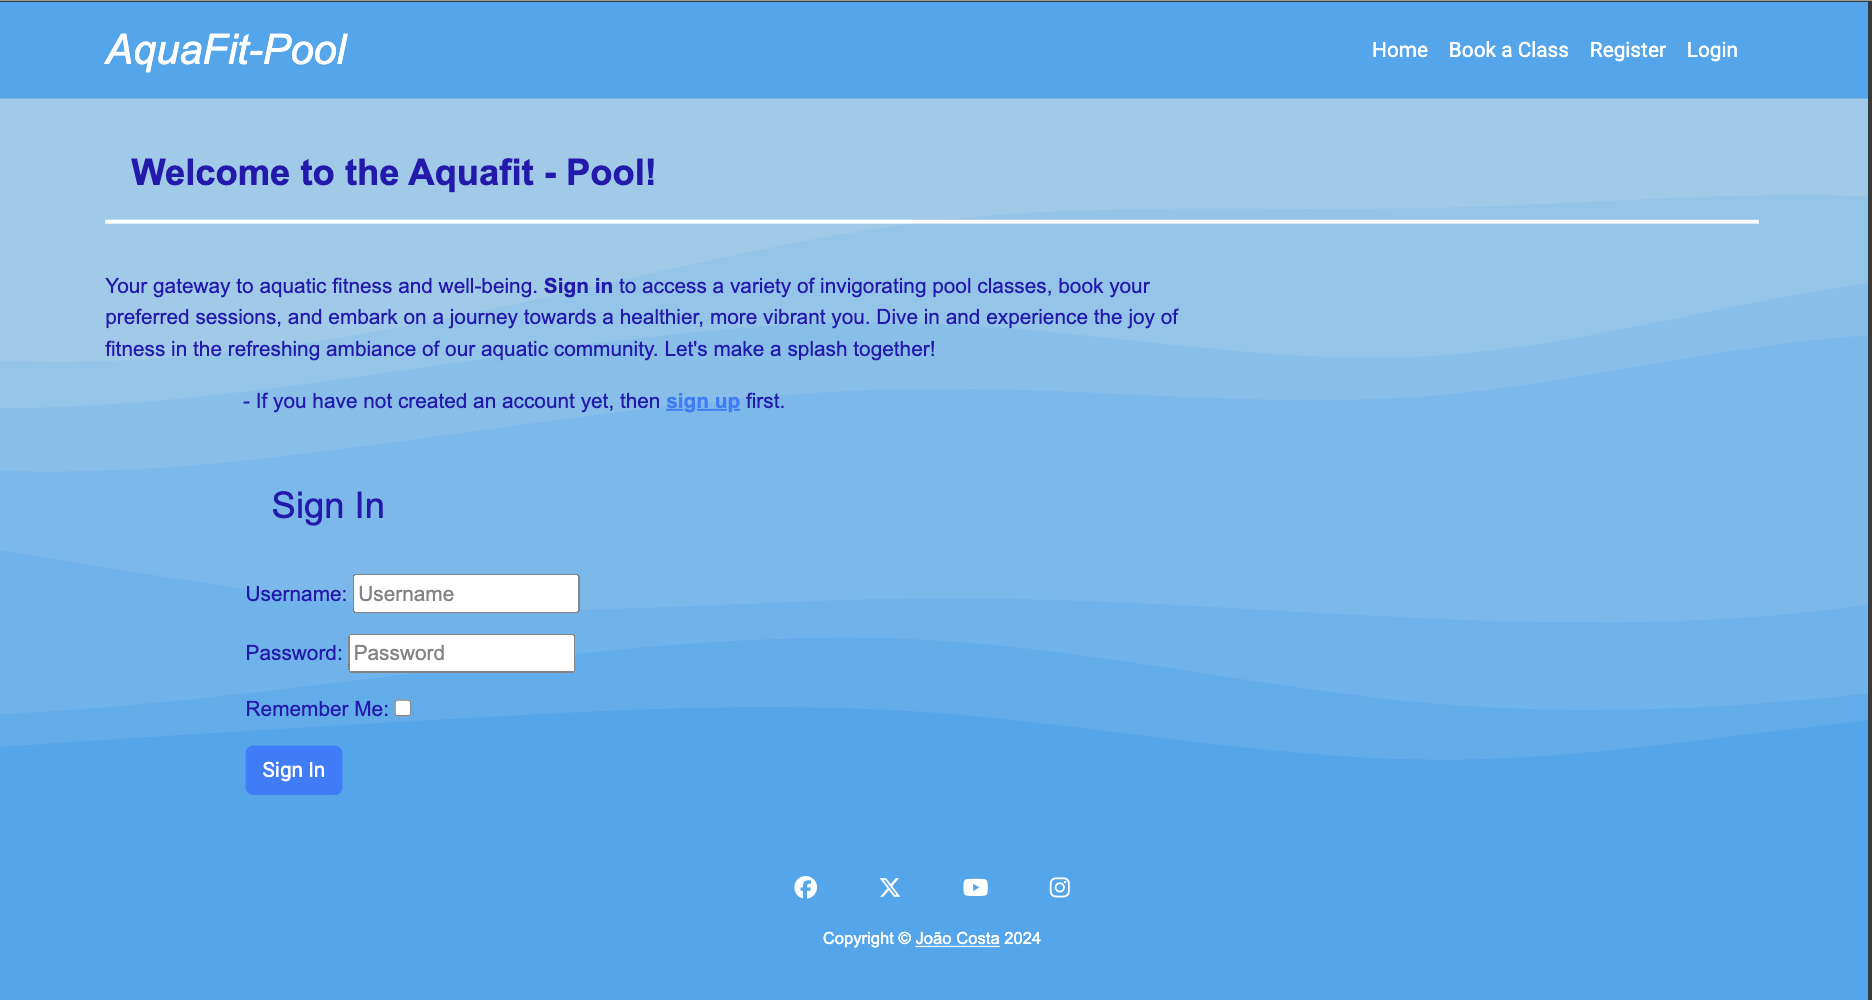 AquaFit-Pool
Home Book a Class Register Login
Welcome to the Aquafit - Pool!
Your gateway to aquatic fitness and well-being. Sign in to access a variety of invigorating pool classes, book your
preferred sessions, and embark on a journey towards a healthier, more vibrant you. Dive in and experience the joy of
fitness in the refreshing ambiance of our aquatic community. Let's make a splash together!
- If you have not created an account yet, then sign up first.
Sign In
Username: Username
Password: Password
Remember Me:
Sign In
Copyright © João Costa 2024